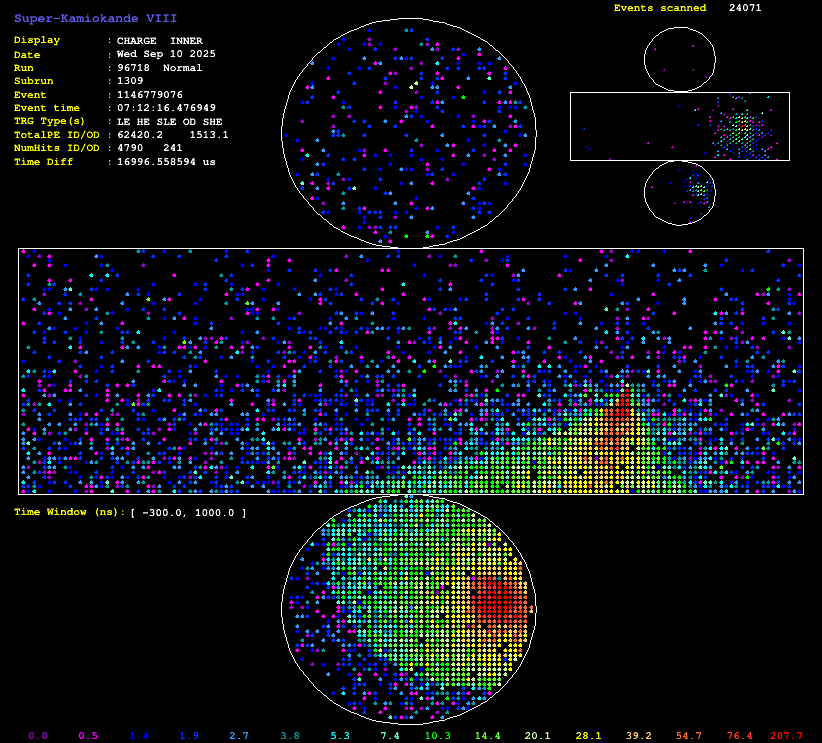 Super-Kamiokande VIII
Events scanned 24071
Display : CHARGE INNER
Date : Wed Sep 10 2025
Run : 96718 Normal
Subrun : 1309
Event : 1146779076
Event time : 07:12:16.476949
TRG Type(s) : LE HE SLE OD SHE
TotalPE ID/OD : 62420.2 1513.1
NumHits ID/OD : 4790 241
Time Diff : 16996.558594 us
Time Window (ns): [ -300.0, 1000.0 ]
0.0 0.5 1.4 1.9 2.7 3.8 5.3 7.4 10.3 14.4 20.1 28.1 39.2 54.7 76.4 207.7